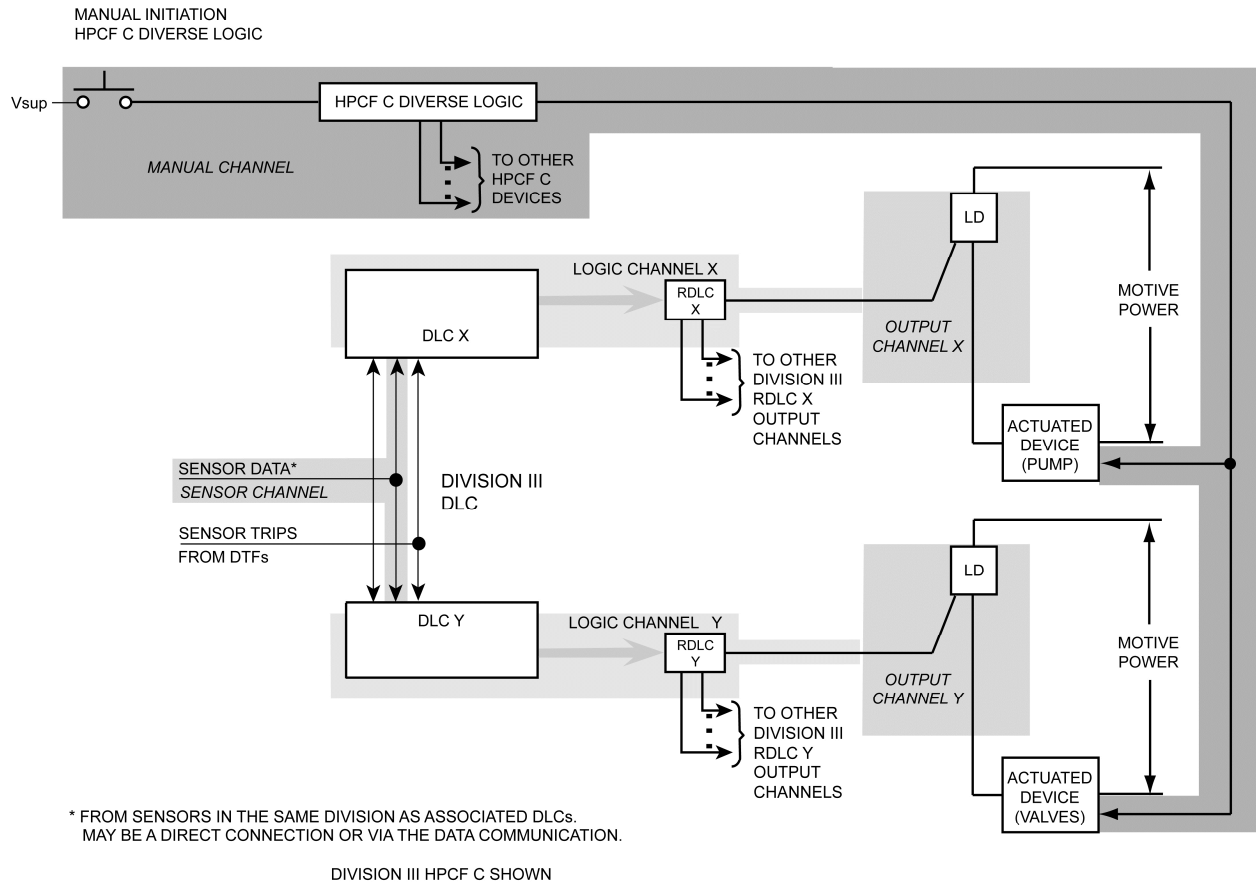 MANUAL INITIATION
HPCF C DIVERSE LOGIC
Vsup
HPCF C DIVERSE LOGIC
MANUAL CHANNEL
TO OTHER
HPCF C
DEVICES
LD
LOGIC CHANNEL X
RDLC
X
DLC X
OUTPUT
CHANNEL X
MOTIVE
POWER
TO OTHER
DIVISION III
RDLC X
OUTPUT
CHANNELS
ACTUATED
DEVICE
(PUMP)
SENSOR DATA*
SENSOR CHANNEL
DIVISION III
DLC
SENSOR TRIPS
FROM DTFs
LD
DLC Y
LOGIC CHANNEL Y
RDLC
Y
OUTPUT
CHANNEL Y
MOTIVE
POWER
TO OTHER
DIVISION III
RDLC Y
OUTPUT
CHANNELS
ACTUATED
DEVICE
(VALVES)
* FROM SENSORS IN THE SAME DIVISION AS ASSOCIATED DLCs.
MAY BE A DIRECT CONNECTION OR VIA THE DATA COMMUNICATION.
DIVISION III HPCF C SHOWN